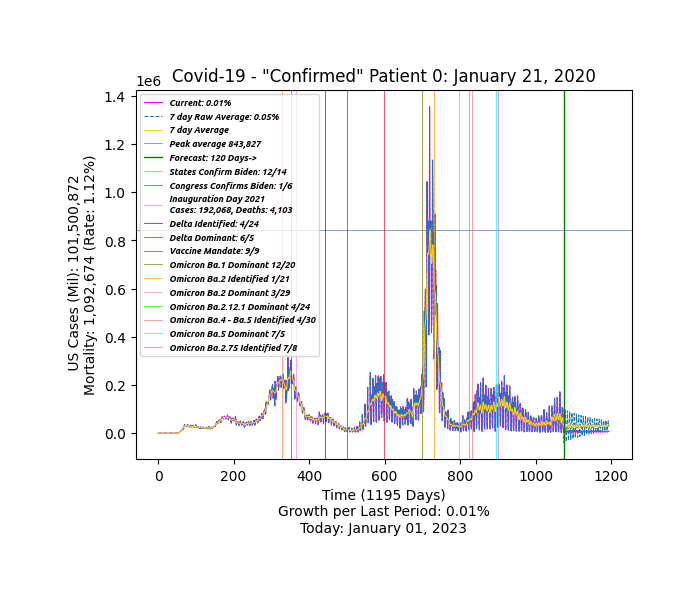 Covid-19 - "Confirmed" Patient 0: January 21, 2020
1e6
1.4
1.2
1.0
0.8
0.6
0.4
0.2
0.0
US Cases (Mil): 101,500,872
Mortality: 1,092,674 (Rate: 1.12%)
Current: 0.01%
7 day Raw Average: 0.05%
7 day Average
Peak average 843,827
Forecast: 120 Days->
States Confirm Biden: 12/14
Congress Confirms Biden: 1/6
Inauguration Day 2021
Cases: 192,068, Deaths: 4,103
Delta Identified: 4/24
Delta Dominant: 6/5
Vaccine Mandate: 9/9
Omicron Ba.1 Dominant 12/20
Omicron Ba.2 Identified 1/21
Omicron Ba.2 Dominant 3/29
Omicron Ba.2.12.1 Dominant 4/24
Omicron Ba.4 - Ba.5 Identified 4/30
Omicron Ba.5 Dominant 7/5
Omicron Ba.2.75 Identified 7/8
0 200 400 600 800 1000 1200
Time (1195 Days)
Growth per Last Period: 0.01%
Today: January 01, 2023